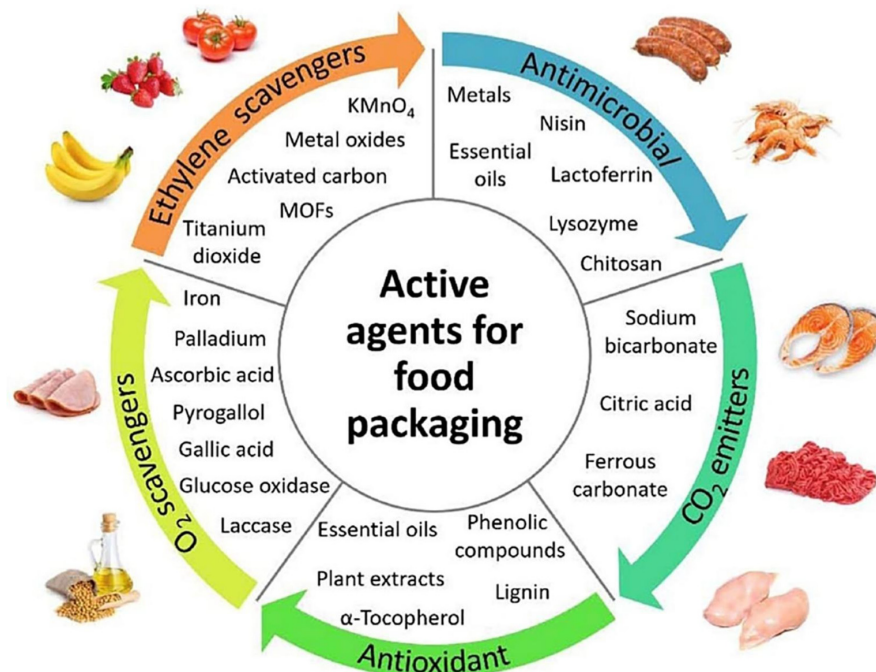 Active
agents for
food
packaging
Antimicrobial
Metals
Nisin
Essential
oils
Lactoferrin
Lysozyme
Chitosan
CO₂ emitters
Sodium
bicarbonate
Citric acid
Ferrous
carbonate
Antioxidant
Essential oils
Phenolic
compounds
Plant extracts
Lignin
α-Tocopherol
O₂ scavengers
Iron
Palladium
Ascorbic acid
Pyrogallol
Gallic acid
Glucose oxidase
Laccase
Ethylene scavengers
KMnO₄
Metal oxides
Activated carbon
MOFs
Titanium
dioxide